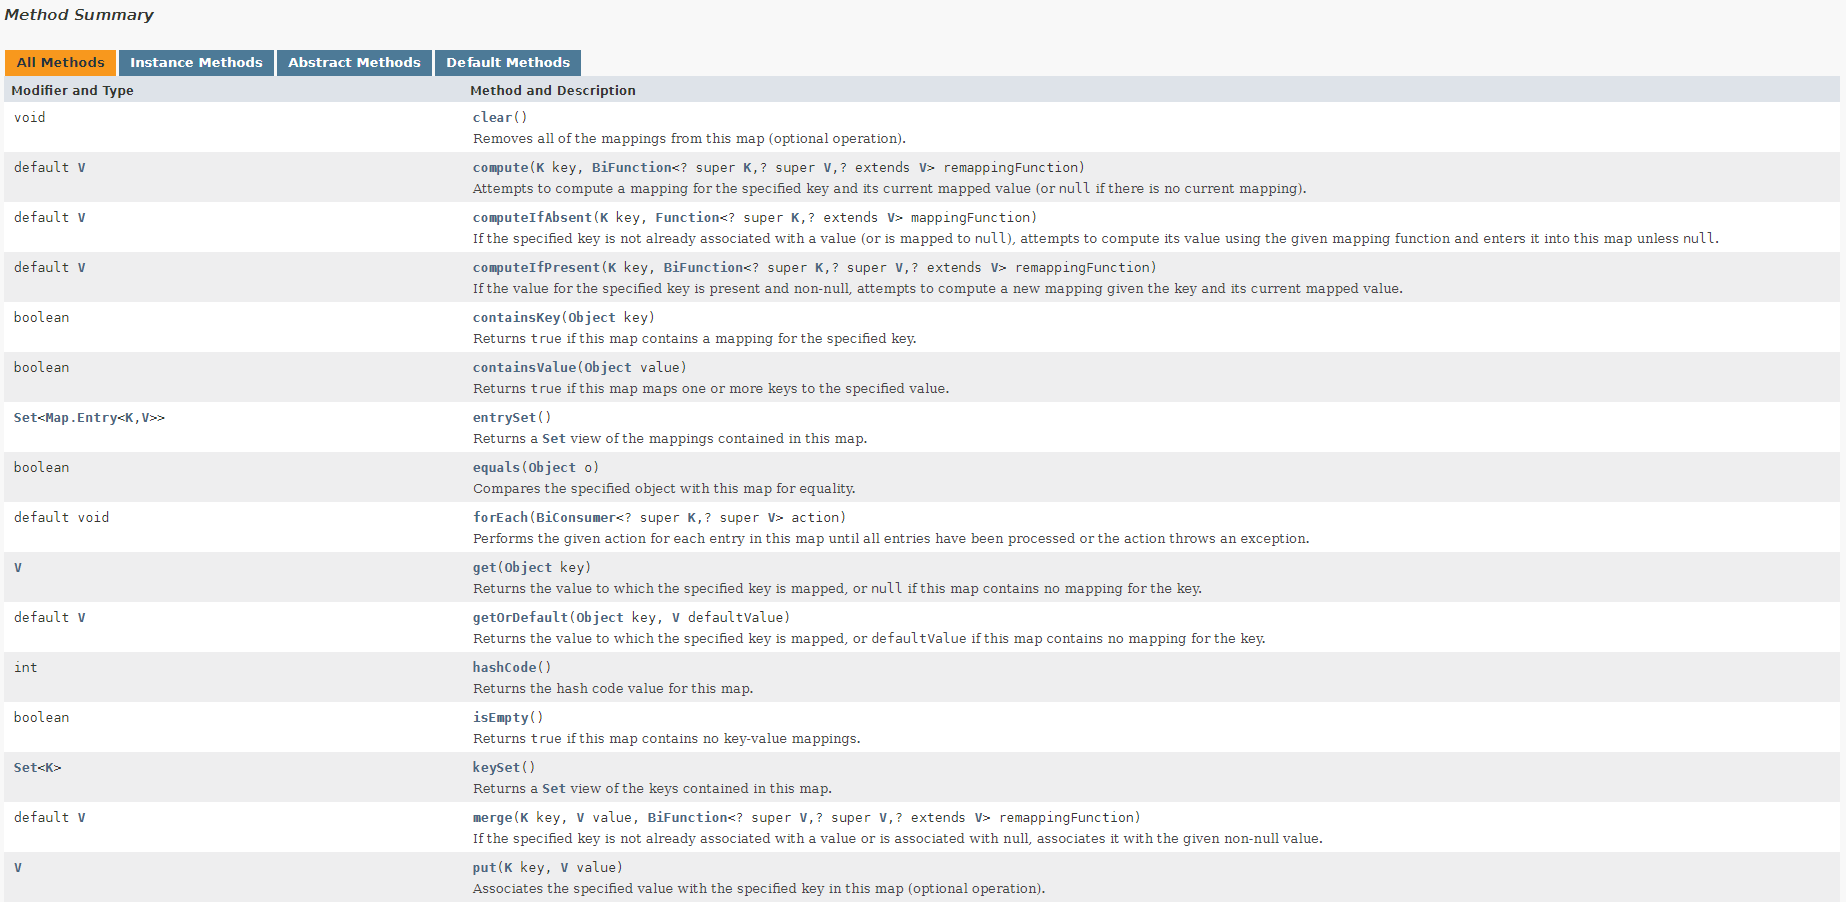 Method Summary
All Methods Instance Methods Abstract Methods Default Methods
Modifier and Type Method and Description
void clear()
Removes all of the mappings from this map (optional operation).
default V compute(K key, BiFunction<? super K,? super V,? extends V> remappingFunction)
Attempts to compute a mapping for the specified key and its current mapped value (or null if there is no current mapping).
default V computeIfAbsent(K key, Function<? super K,? extends V> mappingFunction)
If the specified key is not already associated with a value (or is mapped to null), attempts to compute its value using the given mapping function and enters it into this map unless null.
default V computeIfPresent(K key, BiFunction<? super K,? super V,? extends V> remappingFunction)
If the value for the specified key is present and non-null, attempts to compute a new mapping given the key and its current mapped value.
boolean containsKey(Object key)
Returns true if this map contains a mapping for the specified key.
boolean containsValue(Object value)
Returns true if this map maps one or more keys to the specified value.
Set<Map.Entry<K,V>> entrySet()
Returns a Set view of the mappings contained in this map.
boolean equals(Object o)
Compares the specified object with this map for equality.
default void forEach(BiConsumer<? super K,? super V> action)
Performs the given action for each entry in this map until all entries have been processed or the action throws an exception.
V get(Object key)
Returns the value to which the specified key is mapped, or null if this map contains no mapping for the key.
default V getOrDefault(Object key, V defaultValue)
Returns the value to which the specified key is mapped, or defaultValue if this map contains no mapping for the key.
int hashCode()
Returns the hash code value for this map.
boolean isEmpty()
Returns true if this map contains no key-value mappings.
Set<K> keySet()
Returns a Set view of the keys contained in this map.
default V merge(K key, V value, BiFunction<? super V,? super V,? extends V> remappingFunction)
If the specified key is not already associated with a value or is associated with null, associates it with the given non-null value.
V put(K key, V value)
Associates the specified value with the specified key in this map (optional operation).